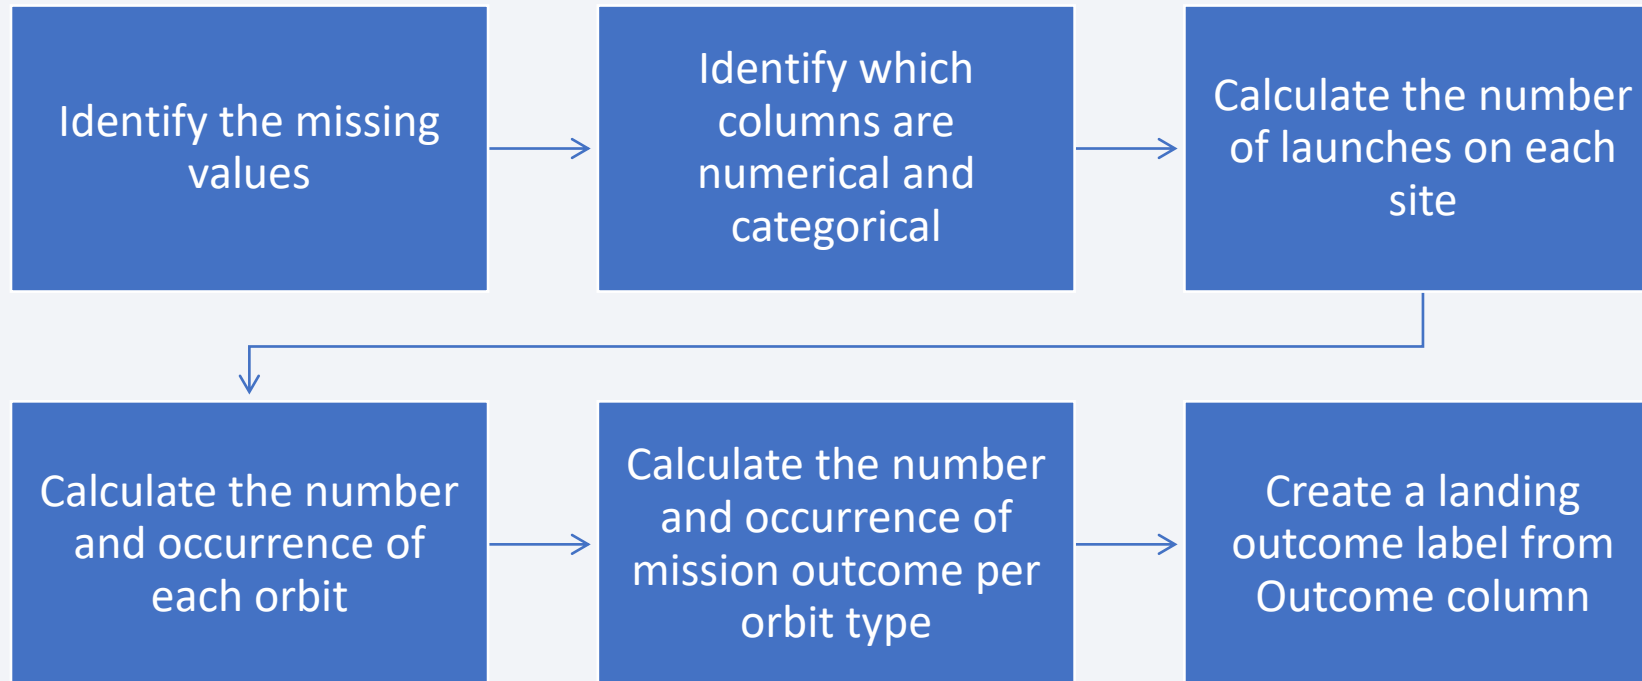 Identify the missing
values
Identify which
columns are
numerical and
categorical
Calculate the number
of launches on each
site
Calculate the number
and occurrence of
each orbit
Calculate the number
and occurrence of
mission outcome per
orbit type
Create a landing
outcome label from
Outcome column